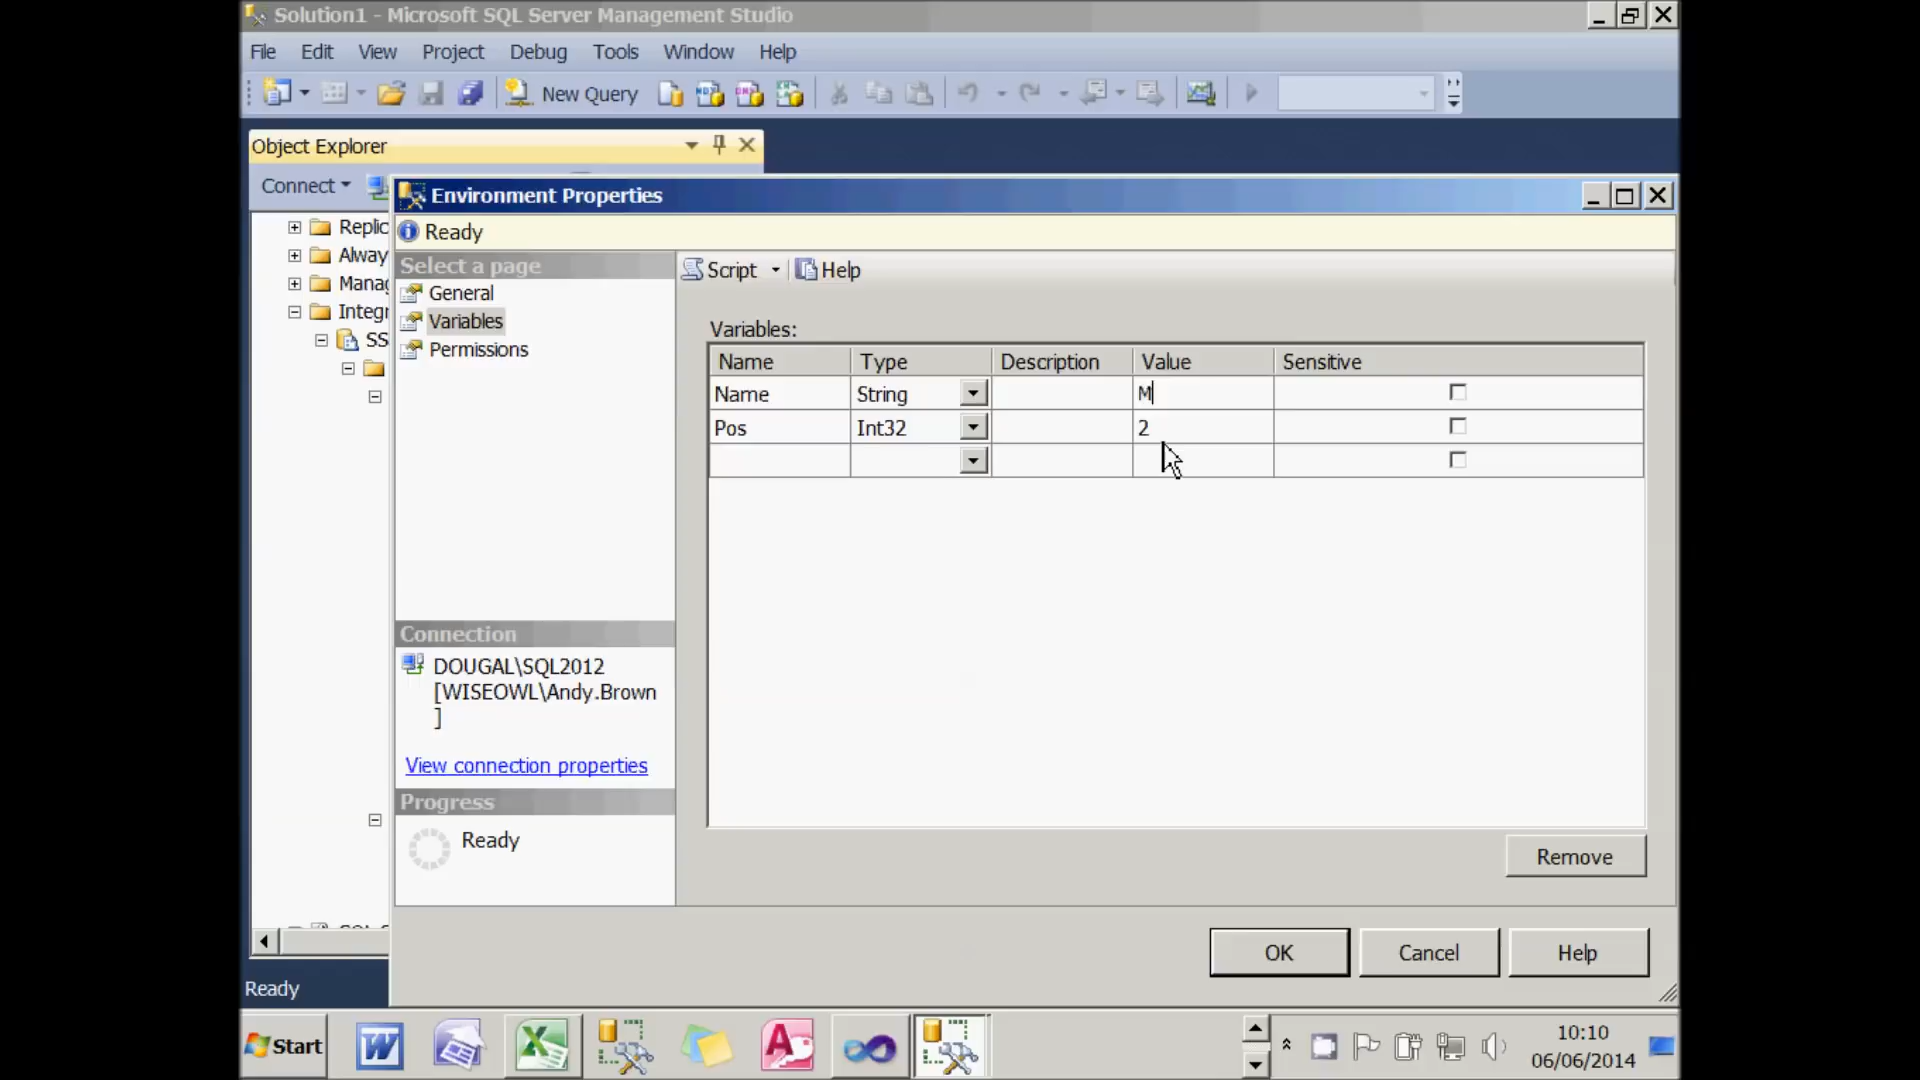 Solution1 - Microsoft SQL Server Management Studio
File Edit View Project Debug Tools Window Help
New Query
Object Explorer
Connect
Environment Properties
Ready
Replic
Alway
Manag
Integr
SS
Select a page
General
Variables
Permissions
Script Help
Variables:
Name Type Description Value Sensitive
Name String M
Pos Int32 2
Connection
DOUGAL\SQL2012
[WISEOWL\Andy.Brown
]
View connection properties
Progress
Ready
Remove
OK Cancel Help
Ready
Start
10:10
06/06/2014